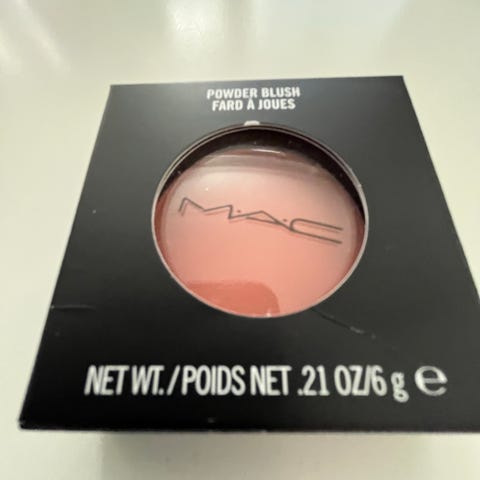 POWDER BLUSH
FARD À JOUES
M·A·C
NET WT./POIDS NET .21 OZ/6 g ℮